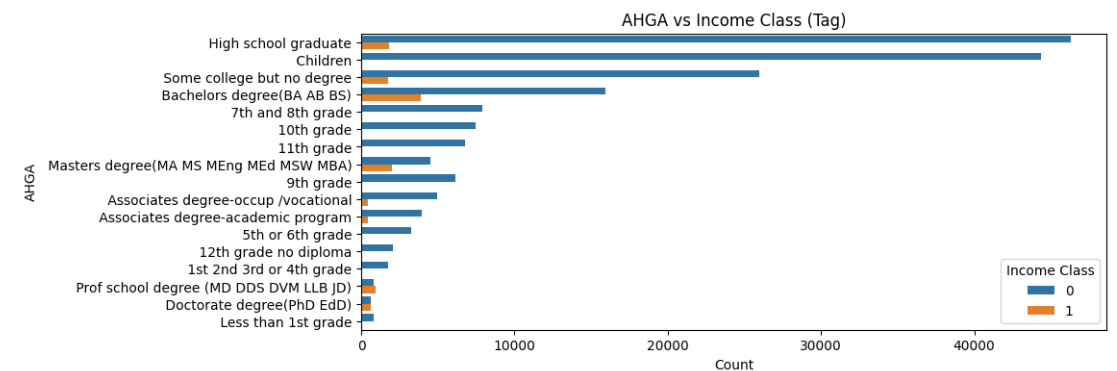 AHGA vs Income Class (Tag)
AHGA
High school graduate
Children
Some college but no degree
Bachelors degree(BA AB BS)
7th and 8th grade
10th grade
11th grade
Masters degree(MA MS MEng MEd MSW MBA)
9th grade
Associates degree-occup /vocational
Associates degree-academic program
5th or 6th grade
12th grade no diploma
1st 2nd 3rd or 4th grade
Prof school degree (MD DDS DVM LLB JD)
Doctorate degree(PhD EdD)
Less than 1st grade
Income Class
0
1
0 10000 20000 30000 40000
Count